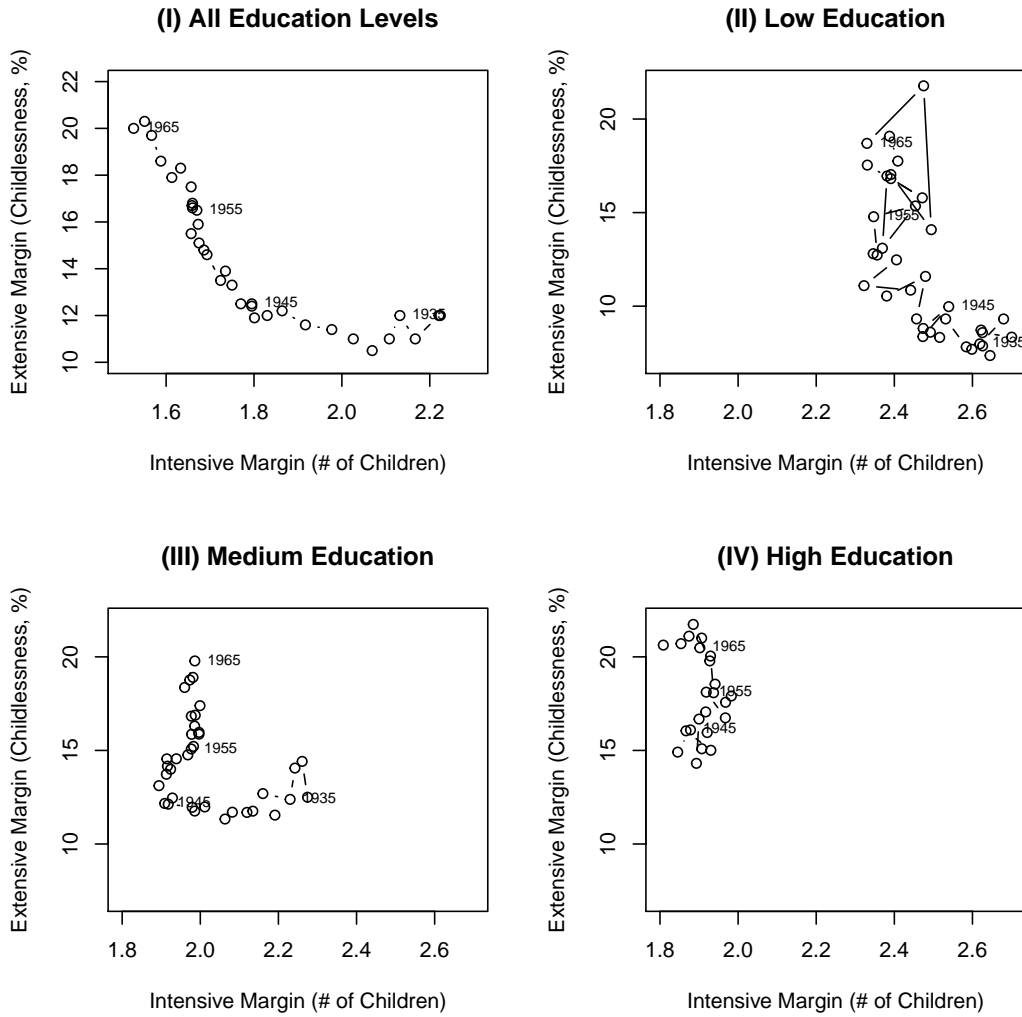 (I) All Education Levels
Extensive Margin (Childlessness, %)
22
20
18
16
14
12
10
1965
1955
1945
1935
1.6 1.8 2.0 2.2
Intensive Margin (# of Children)
(II) Low Education
Extensive Margin (Childlessness, %)
20
15
10
1965
1955
1945
1935
1.8 2.0 2.2 2.4 2.6
Intensive Margin (# of Children)
(III) Medium Education
Extensive Margin (Childlessness, %)
20
15
10
1965
1955
1945
1935
1.8 2.0 2.2 2.4 2.6
Intensive Margin (# of Children)
(IV) High Education
Extensive Margin (Childlessness, %)
20
15
10
1965
1955
1945
1.8 2.0 2.2 2.4 2.6
Intensive Margin (# of Children)